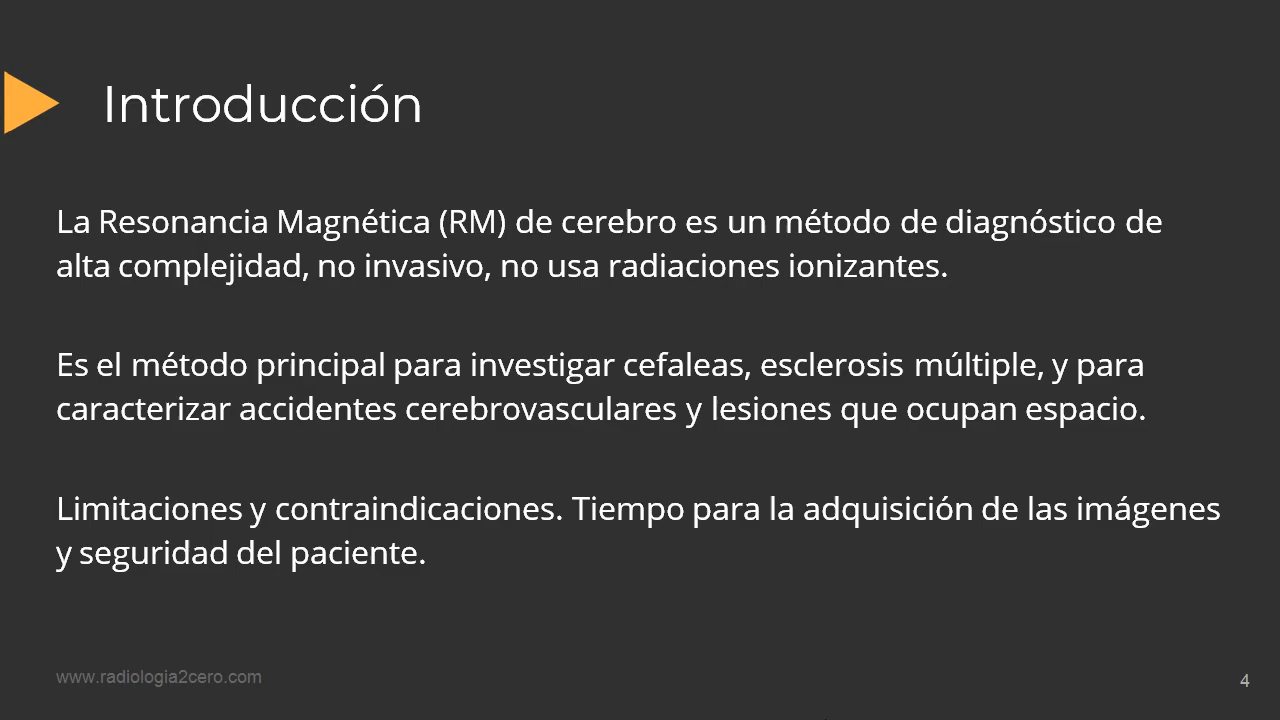 Introducción
La Resonancia Magnética (RM) de cerebro es un método de diagnóstico de
alta complejidad, no invasivo, no usa radiaciones ionizantes.
Es el método principal para investigar cefaleas, esclerosis múltiple, y para
caracterizar accidentes cerebrovasculares y lesiones que ocupan espacio.
Limitaciones y contraindicaciones. Tiempo para la adquisición de las imágenes
y seguridad del paciente.
www.radiologia2cero.com
4